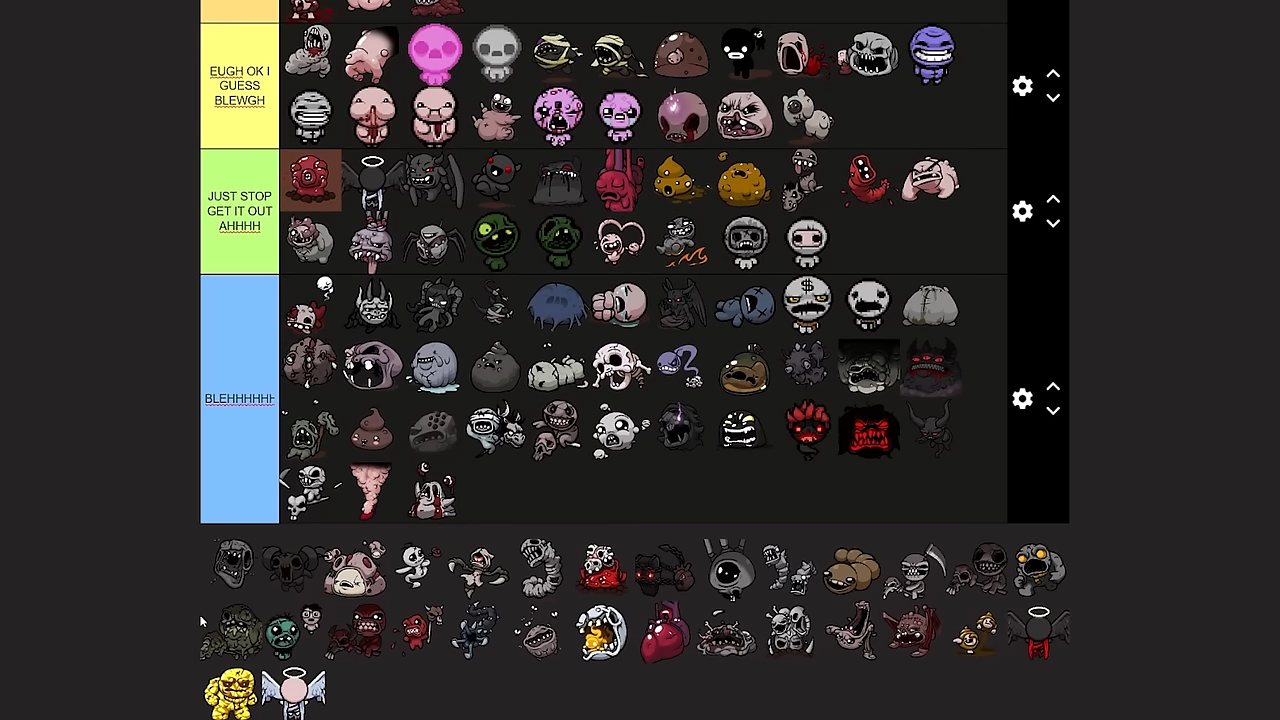 EUGH OK I
GUESS
BLEWGH
JUST STOP
GET IT OUT
AHHHH
BLEHHHHHH
$